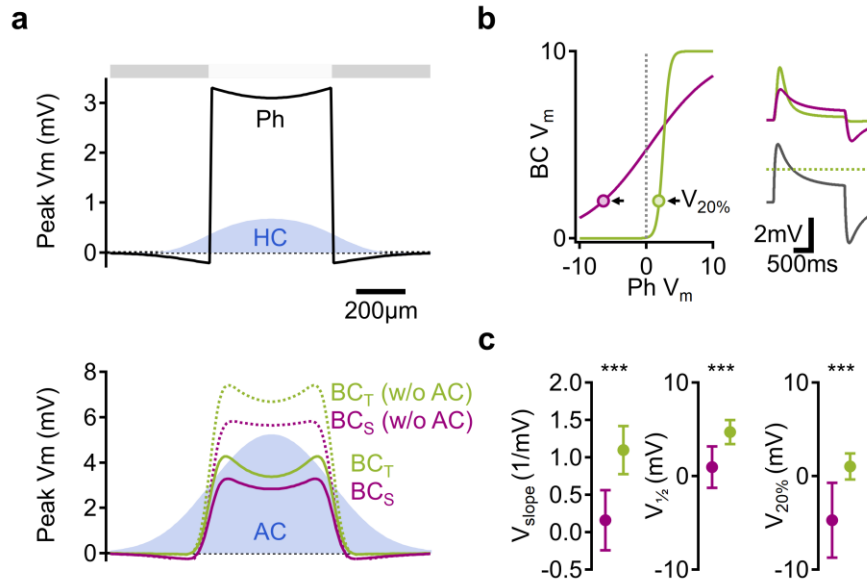 a
Peak Vm (mV)
3
2
1
0
Ph
HC
200μm
Peak Vm (mV)
8
6
4
2
0
BC_T (w/o AC)
BC_S (w/o AC)
BC_T
BC_S
AC
b
BC V_m
10
0
V_20%
-10
0
10
Ph V_m
2mV
500ms
c
V_slope (1/mV)
2.0
1.5
1.0
0.5
0.0
***
V_½ (mV)
10
0
-10
***
V_20% (mV)
10
0
-10
***